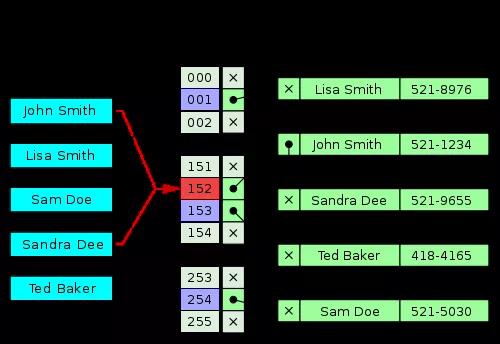 John Smith
Lisa Smith
Sam Doe
Sandra Dee
Ted Baker
000 ×
001
002 ×
151 ×
152
153
154 ×
253 ×
254
255 ×
× Lisa Smith 521-8976
John Smith 521-1234
× Sandra Dee 521-9655
× Ted Baker 418-4165
× Sam Doe 521-5030